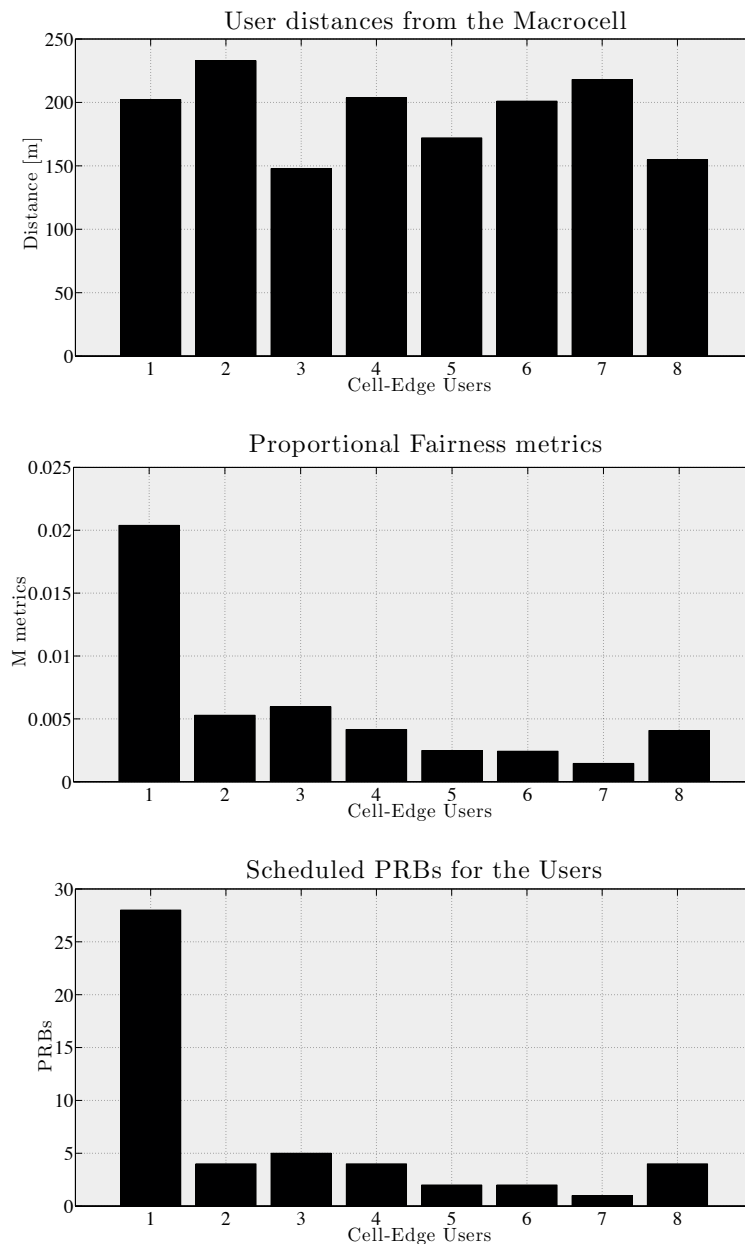 User distances from the Macrocell
250
200
150
100
50
0
Distance [m]
1 2 3 4 5 6 7 8
Cell-Edge Users
Proportional Fairness metrics
0.025
0.02
0.015
0.01
0.005
0
M metrics
1 2 3 4 5 6 7 8
Cell-Edge Users
Scheduled PRBs for the Users
30
25
20
15
10
5
0
PRBs
1 2 3 4 5 6 7 8
Cell-Edge Users